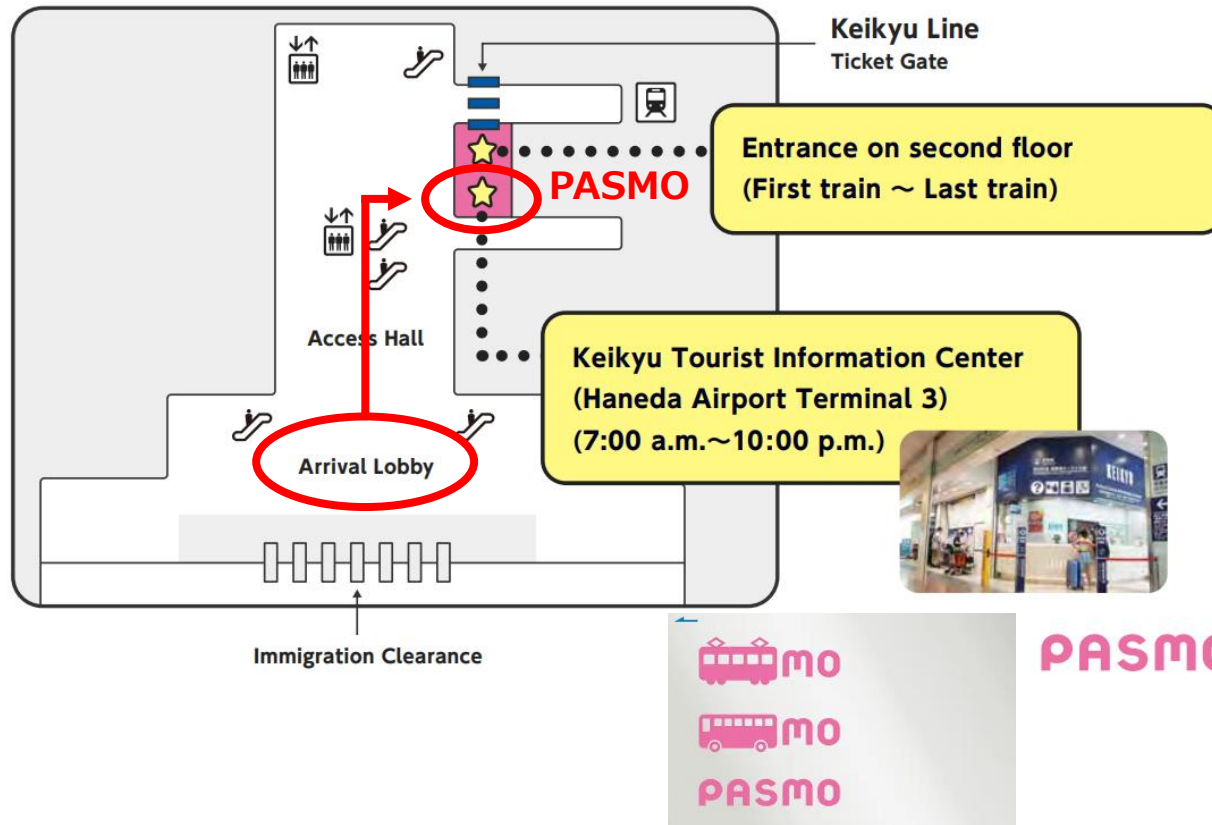 Keikyu Line
Ticket Gate
Entrance on second floor
(First train ~ Last train)
PASMO
Access Hall
Keikyu Tourist Information Center
(Haneda Airport Terminal 3)
(7:00 a.m.~10:00 p.m.)
Arrival Lobby
KEIKYU
Immigration Clearance
mo
mo
PASMO
PASMO